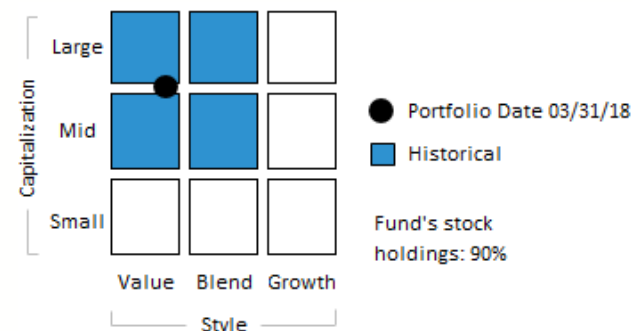 Capitalization
Large
Mid
Small
Value Blend Growth
Style
Portfolio Date 03/31/18
Historical
Fund's stock
holdings: 90%